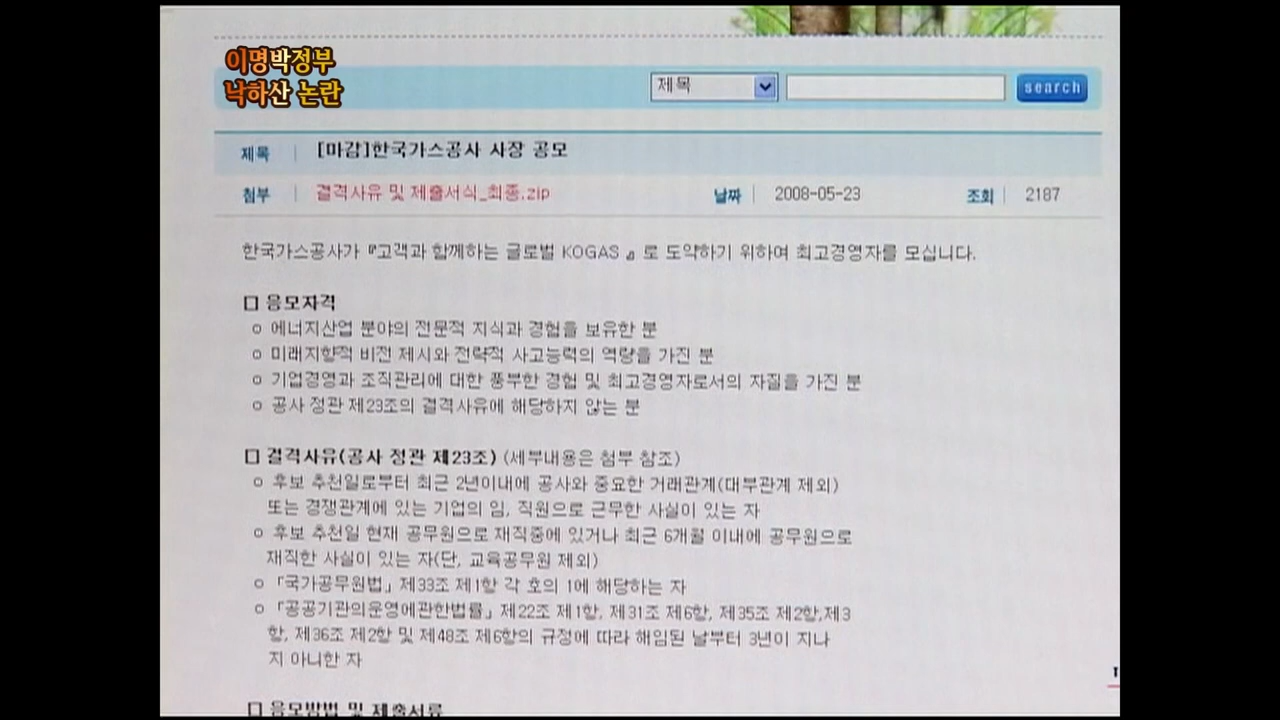 이명박정부
낙하산 논란
제목 search
제목 [마감]한국가스공사 사장 공모
첨부 결격사유 및 제출서식_최종.zip 날짜 2008-05-23 조회 2187
한국가스공사가 『고객과 함께하는 글로벌 KOGAS 』로 도약하기 위하여 최고경영자를 모십니다.
□ 응모자격
○ 에너지산업 분야의 전문적 지식과 경험을 보유한 분
○ 미래지향적 비전 제시와 전략적 사고능력의 역량을 가진 분
○ 기업경영과 조직관리에 대한 풍부한 경험 및 최고경영자로서의 자질을 가진 분
○ 공사 정관 제23조의 결격사유에 해당하지 않는 분
□ 결격사유(공사 정관 제23조) (세부내용은 첨부 참조)
○ 후보 추천일로부터 최근 2년이내에 공사와 중요한 거래관계(대부관계 제외)
또는 경쟁관계에 있는 기업의 임, 직원으로 근무한 사실이 있는 자
○ 후보 추천일 현재 공무원으로 재직중에 있거나 최근 6개월 이내에 공무원으로
재직한 사실이 있는 자(단, 교육공무원 제외)
○ 「국가공무원법」 제33조 제1항 각 호의 1에 해당하는 자
○ 「공공기관의운영에관한법률」 제22조 제1항, 제31조 제6항, 제35조 제2항,제3
항, 제36조 제2항 및 제48조 제6항의 규정에 따라 해임된 날부터 3년이 지나
지 아니한 자
□ 응모방법 및 제출서류